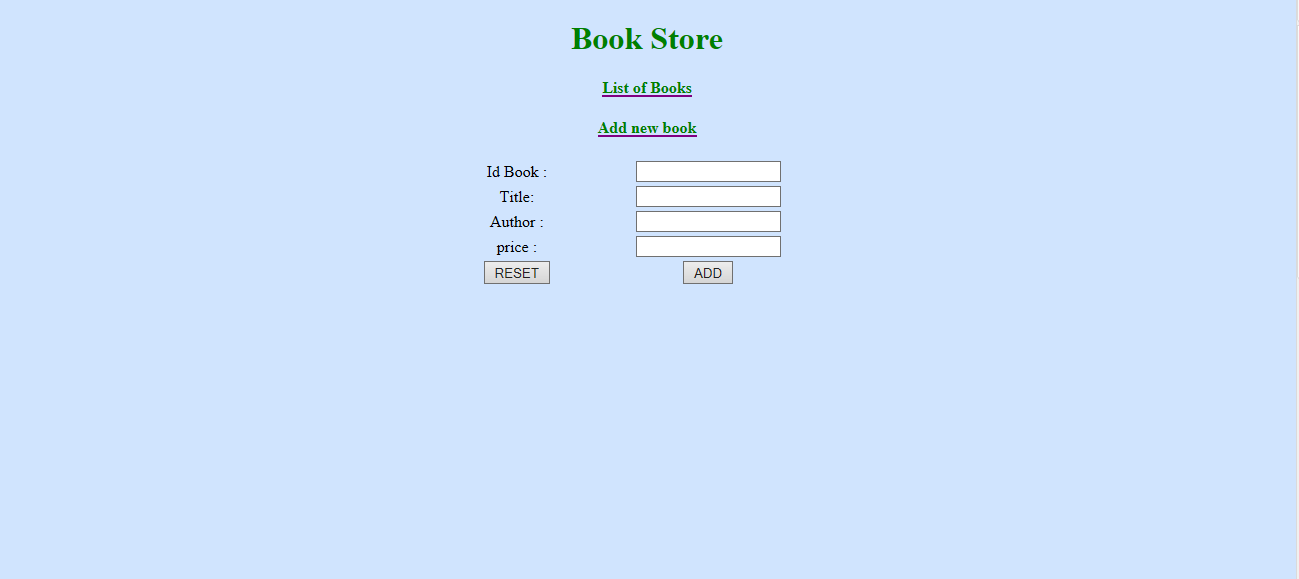 Book Store
List of Books
Add new book
Id Book :
Title:
Author :
price :
RESET ADD